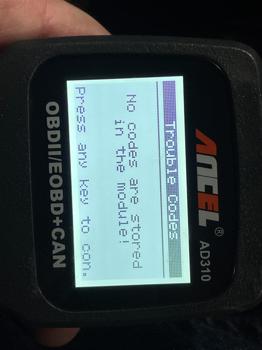 ANCEL® AD310
Trouble Codes
No codes are stored
in the module!
Press any key to con.
OBDII/EOBD+CAN